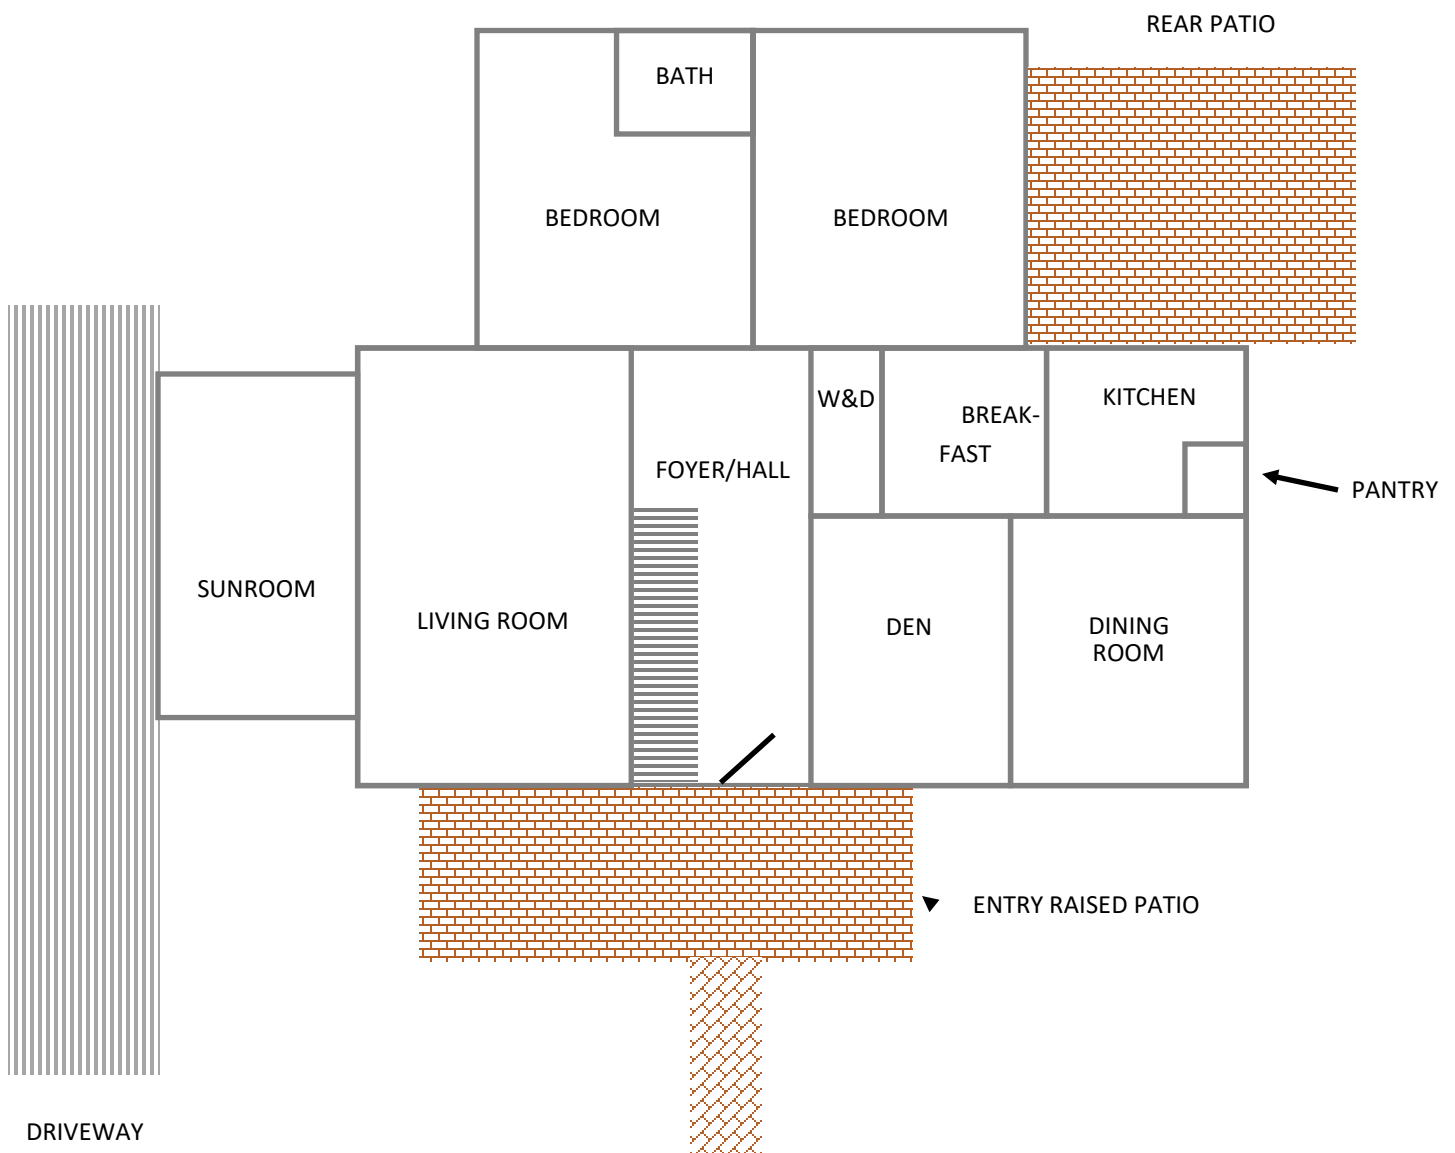 REAR PATIO
BATH
BEDROOM
BEDROOM
W&D
BREAK-
FAST
KITCHEN
FOYER/HALL
PANTRY
SUNROOM
LIVING ROOM
DEN
DINING
ROOM
ENTRY RAISED PATIO
DRIVEWAY